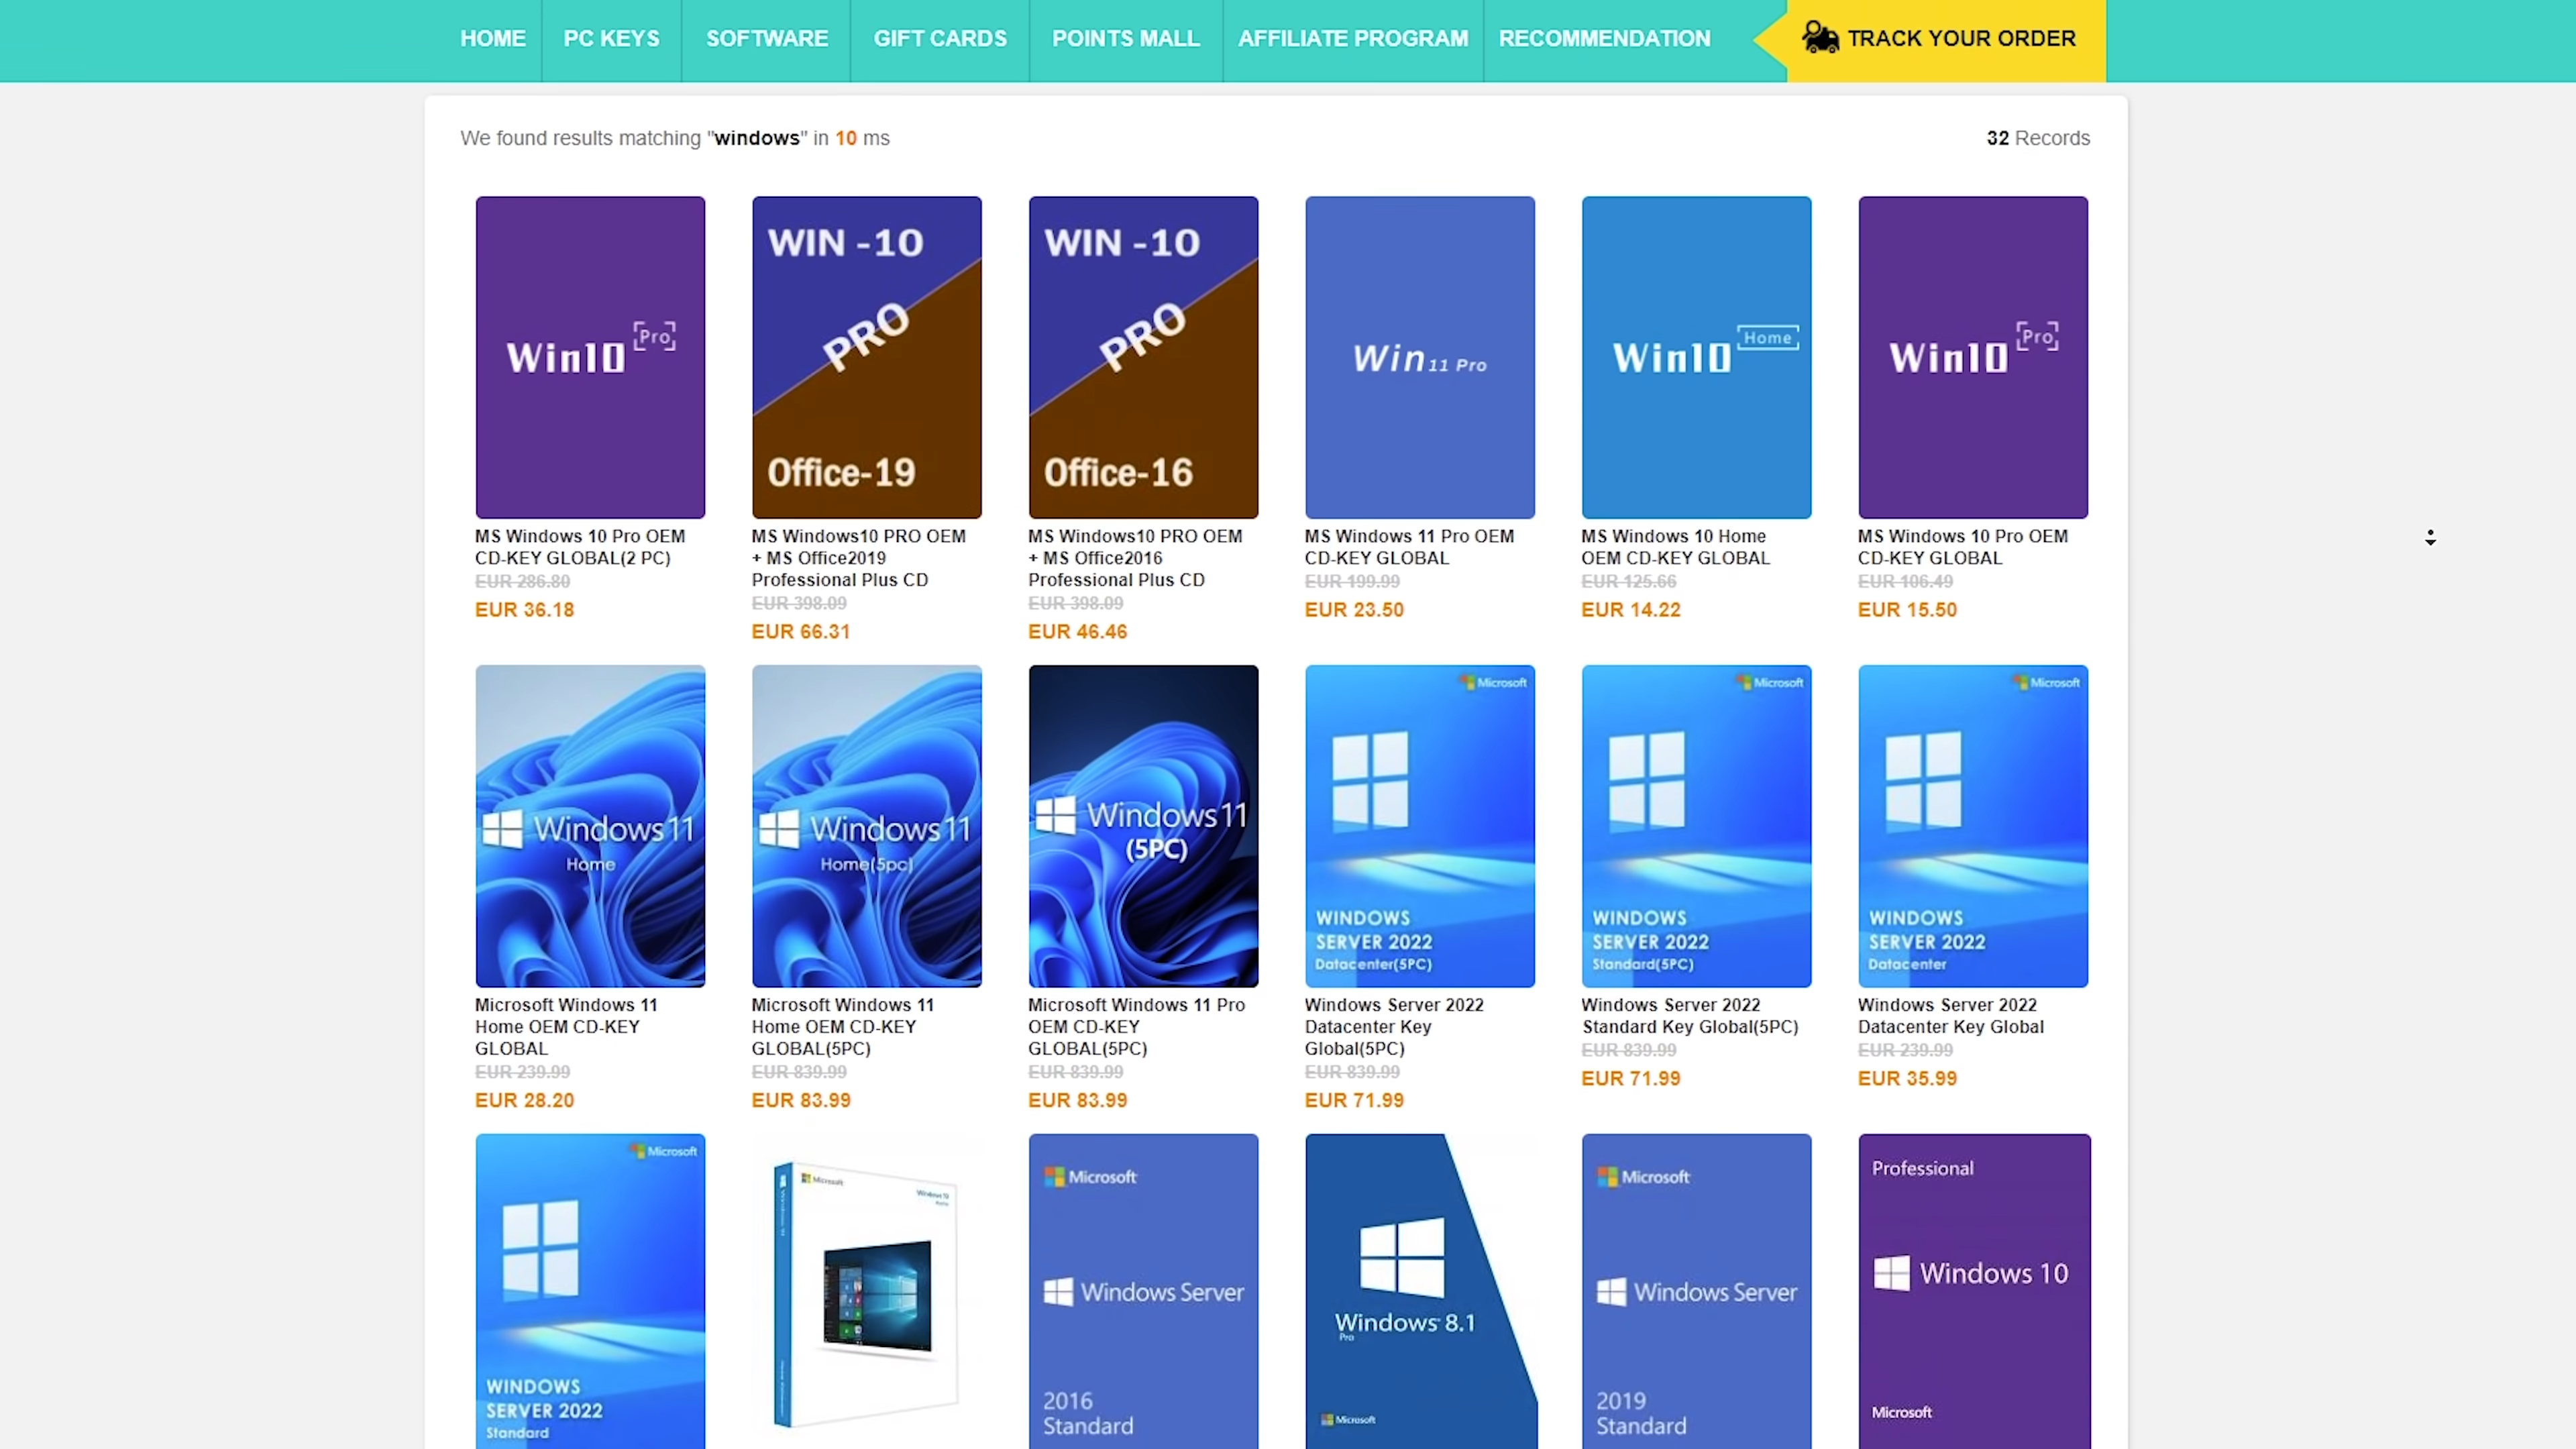 HOME
PC KEYS
SOFTWARE
GIFT CARDS
POINTS MALL
AFFILIATE PROGRAM
RECOMMENDATION
TRACK YOUR ORDER
We found results matching "windows" in 10 ms
32 Records
Win10 Pro
MS Windows 10 Pro OEM
CD-KEY GLOBAL(2 PC)
EUR 286.80
EUR 36.18
WIN -10
PRO
Office-19
MS Windows10 PRO OEM
+ MS Office2019
Professional Plus CD
EUR 398.09
EUR 66.31
WIN -10
PRO
Office-16
MS Windows10 PRO OEM
+ MS Office2016
Professional Plus CD
EUR 398.09
EUR 46.46
Win 11 Pro
MS Windows 11 Pro OEM
CD-KEY GLOBAL
EUR 199.99
EUR 23.50
Win10 Home
MS Windows 10 Home
OEM CD-KEY GLOBAL
EUR 125.66
EUR 14.22
Win10 Pro
MS Windows 10 Pro OEM
CD-KEY GLOBAL
EUR 106.49
EUR 15.50
Windows 11
Home
Microsoft Windows 11
Home OEM CD-KEY
GLOBAL
EUR 239.99
EUR 28.20
Windows 11
Home(5pc)
Microsoft Windows 11
Home OEM CD-KEY
GLOBAL(5PC)
EUR 839.99
EUR 83.99
Windows 11
(5PC)
Microsoft Windows 11 Pro
OEM CD-KEY
GLOBAL(5PC)
EUR 839.99
EUR 83.99
Microsoft
WINDOWS
SERVER 2022
Datacenter(5PC)
Windows Server 2022
Datacenter Key
Global(5PC)
EUR 839.99
EUR 71.99
Microsoft
WINDOWS
SERVER 2022
Standard(5PC)
Windows Server 2022
Standard Key Global(5PC)
EUR 839.99
EUR 71.99
Microsoft
WINDOWS
SERVER 2022
Datacenter
Windows Server 2022
Datacenter Key Global
EUR 239.99
EUR 35.99
Microsoft
WINDOWS
SERVER 2022
Standard
Microsoft
Windows 10
Microsoft
Windows Server
2016
Standard
Windows 8.1
Pro
Microsoft
Microsoft
Windows Server
2019
Standard
Professional
Windows 10
Microsoft